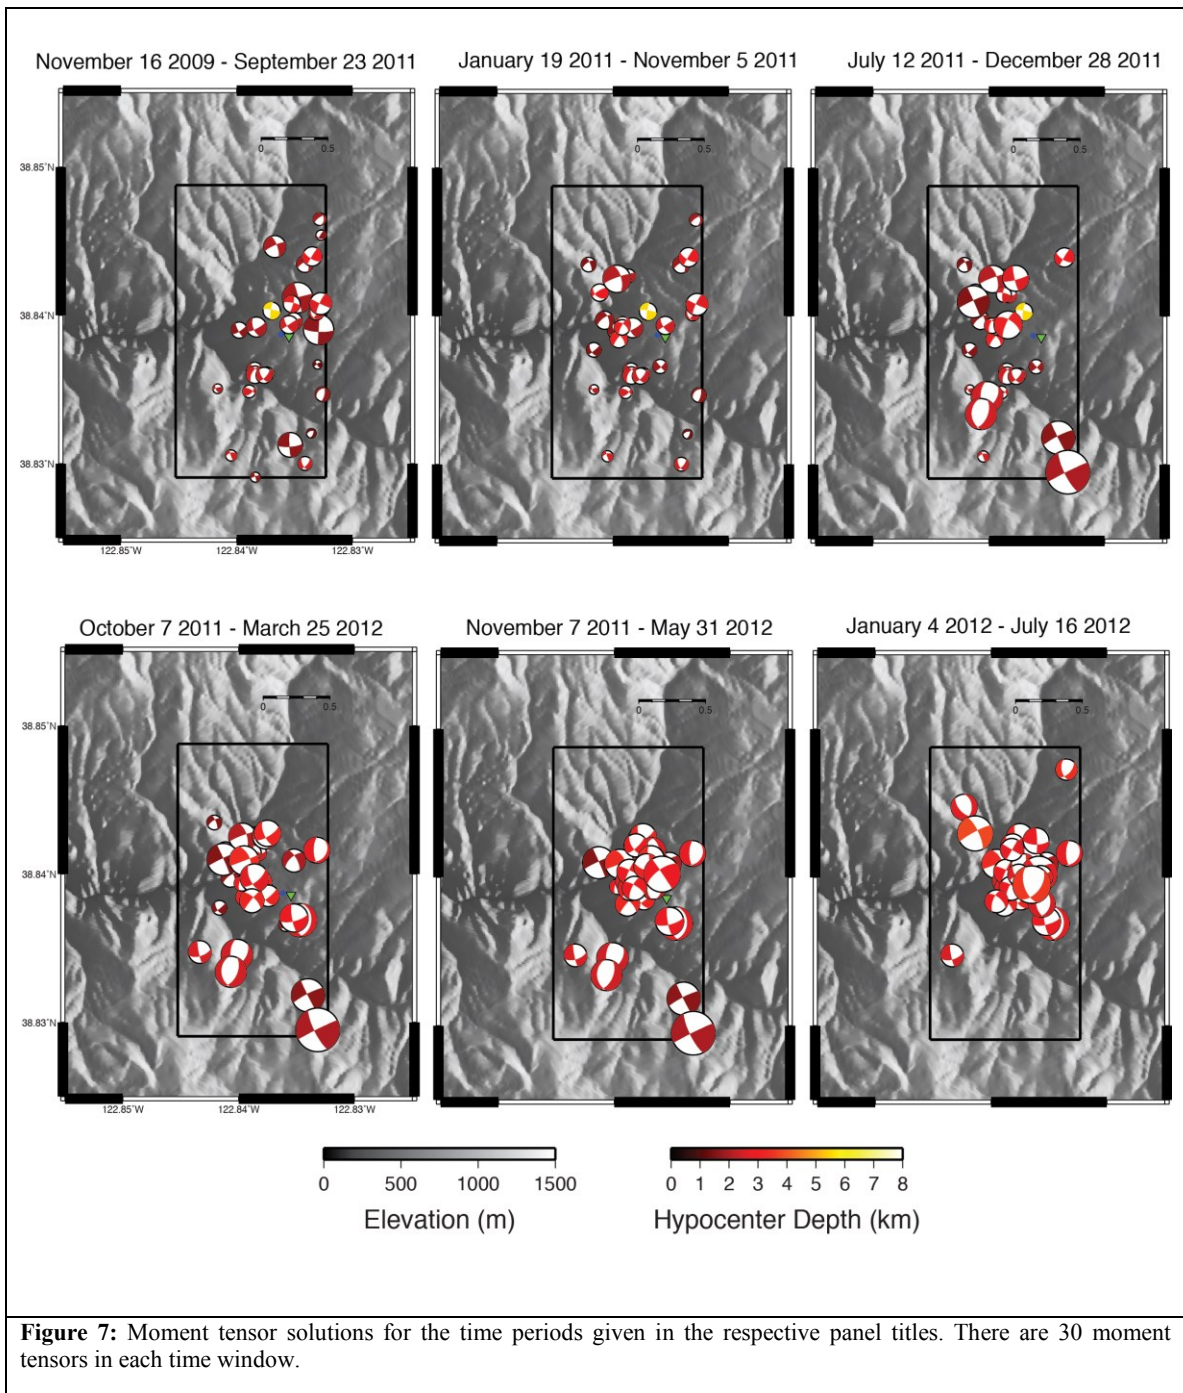 November 16 2009 - September 23 2011
January 19 2011 - November 5 2011
July 12 2011 - December 28 2011
0 0.5
0 0.5
0 0.5
38.85°N
38.84°N
38.83°N
122.85°W 122.84°W 122.83°W
October 7 2011 - March 25 2012
November 7 2011 - May 31 2012
January 4 2012 - July 16 2012
0 0.5
0 0.5
0 0.5
38.85°N
38.84°N
38.83°N
122.85°W 122.84°W 122.83°W
0 500 1000 1500
Elevation (m)
0 1 2 3 4 5 6 7 8
Hypocenter Depth (km)
Figure 7: Moment tensor solutions for the time periods given in the respective panel titles. There are 30 moment
tensors in each time window.